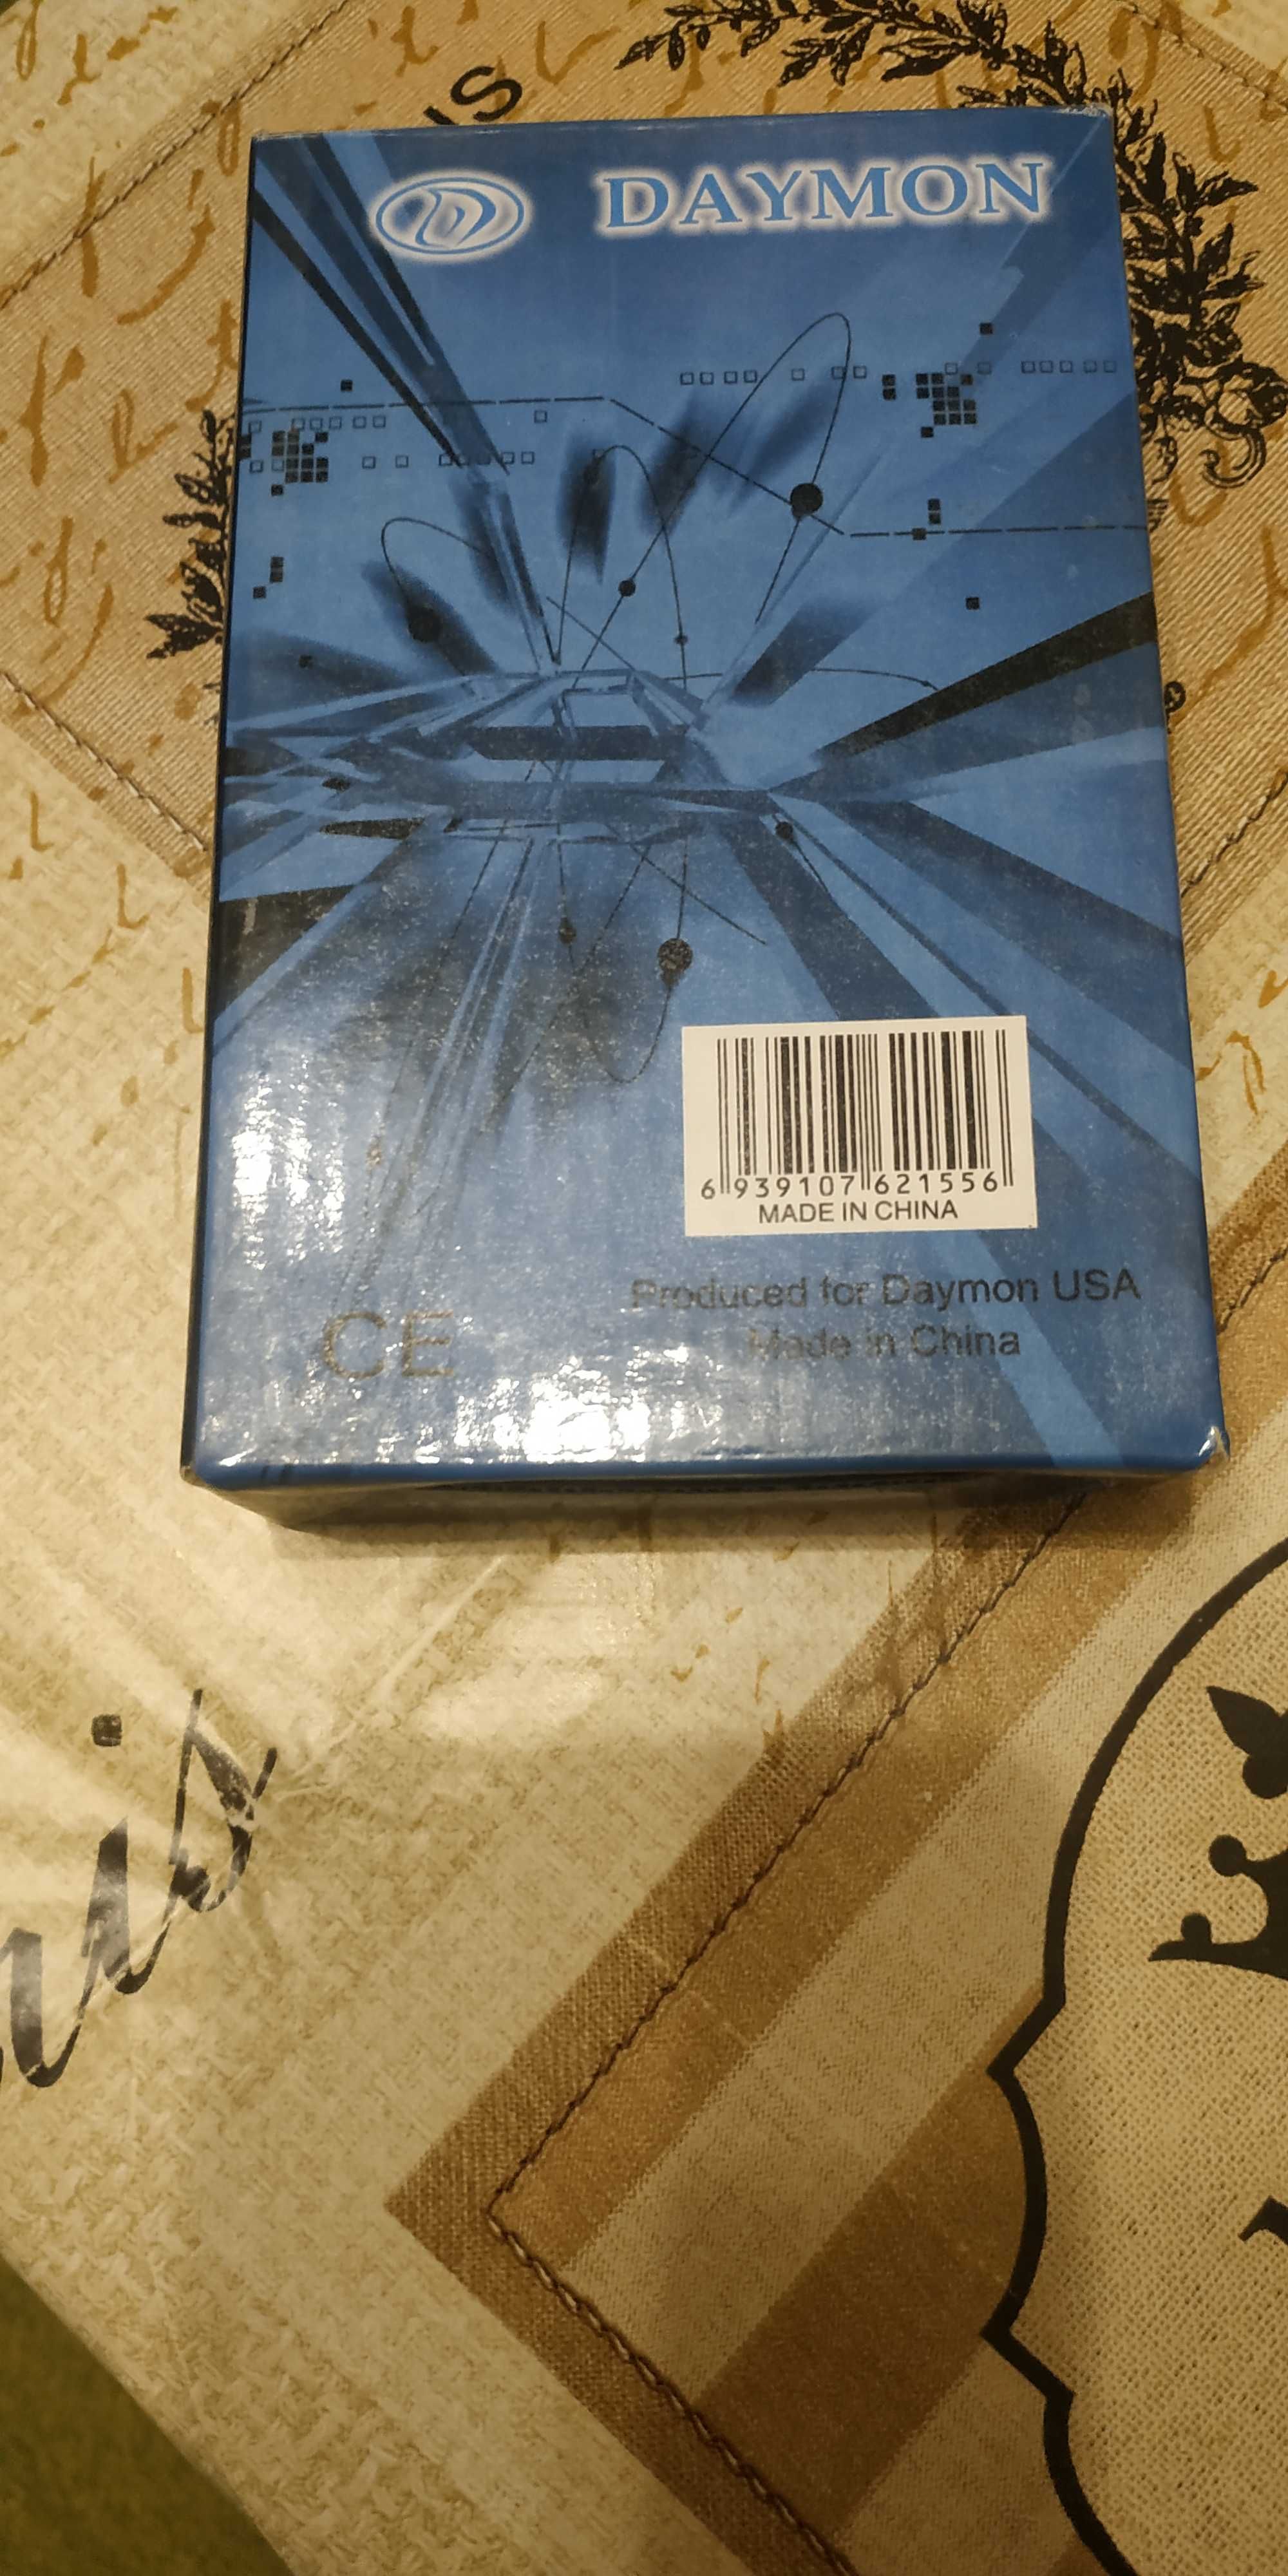 DAYMON
6 939107 621556
MADE IN CHINA
Produced for Daymon USA
Made in China
CE